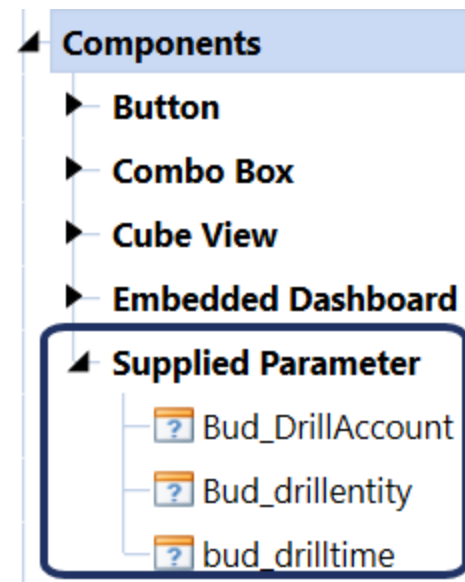 Components
Button
Combo Box
Cube View
Embedded Dashboard
Supplied Parameter
Bud_DrillAccount
Bud_drillentity
bud_drilltime